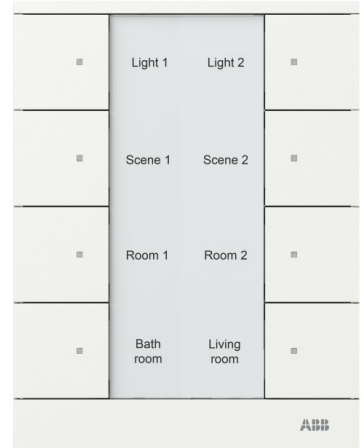 Light 1 Light 2
Scene 1 Scene 2
Room 1 Room 2
Bath Living
room room
ABB